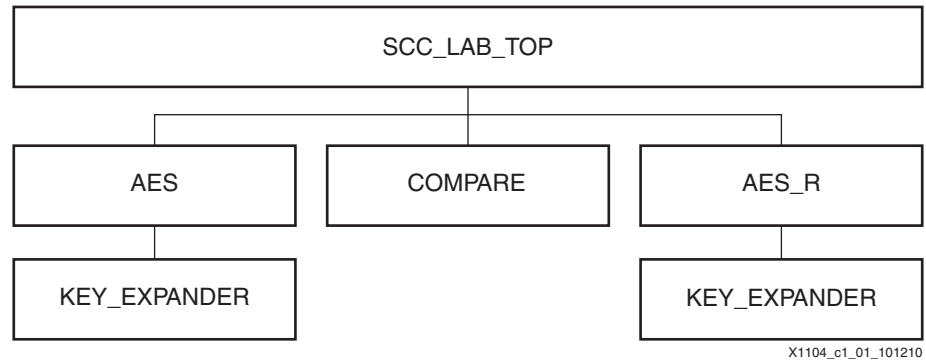 SCC_LAB_TOP
AES
COMPARE
AES_R
KEY_EXPANDER
KEY_EXPANDER
X1104_c1_01_101210